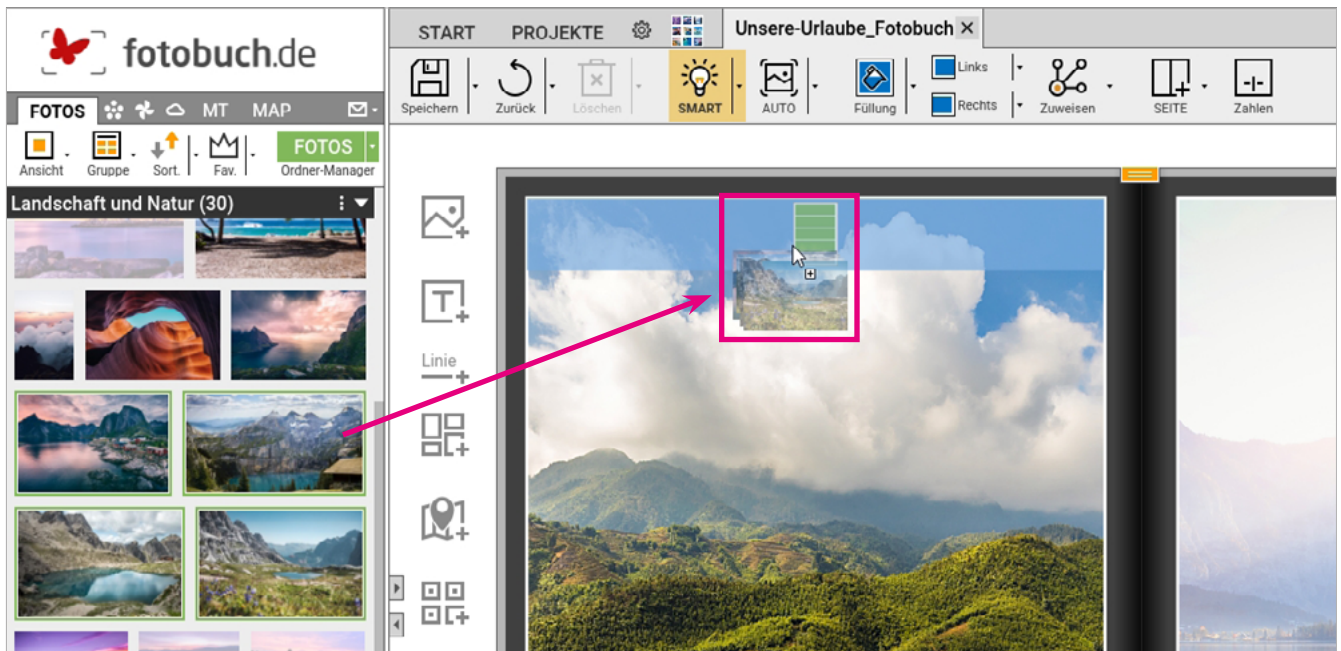 fotobuch.de
START PROJEKTE Unsere-Urlaube_Fotobuch
Speichern Zurück Löschen SMART AUTO Füllung Links Rechts Zuweisen SEITE Zahlen
FOTOS MT MAP
Ansicht Gruppe Sort. Fav. FOTOS Ordner-Manager
Landschaft und Natur (30)
T
Linie